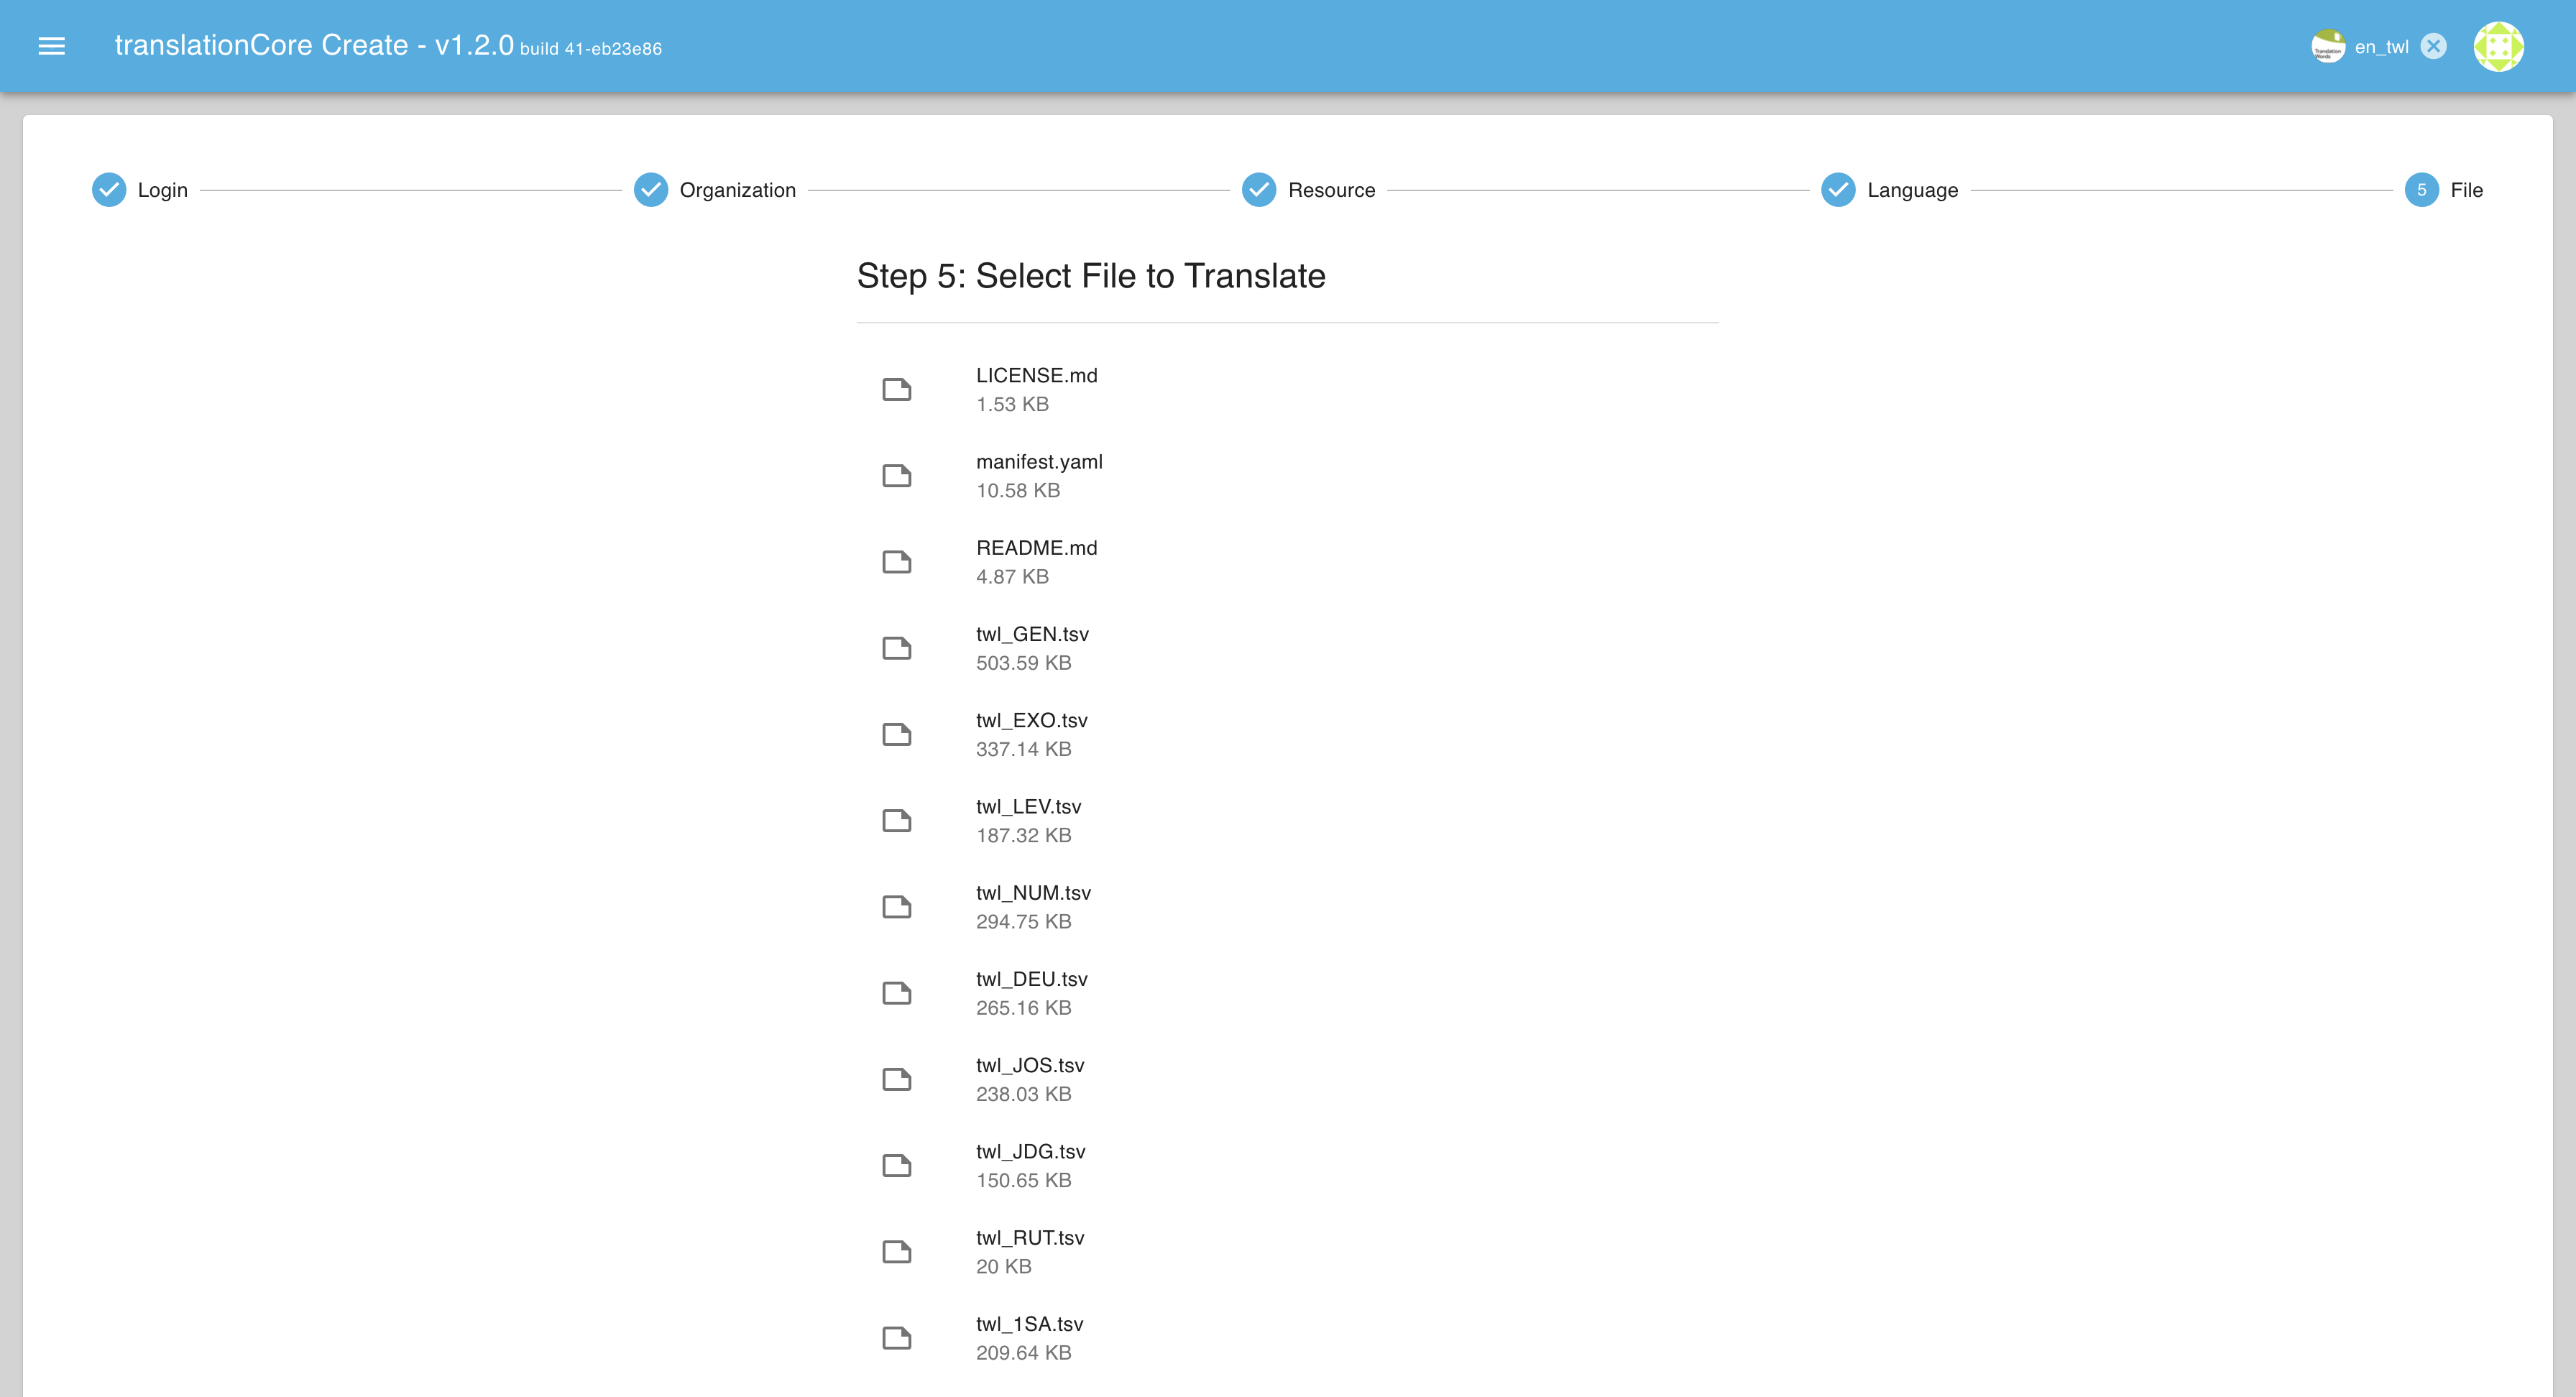 translationCore Create - v1.2.0 build 41-eb23e86
Translation Words
en_twl
Login
Organization
Resource
Language
5 File
Step 5: Select File to Translate
LICENSE.md
1.53 KB
manifest.yaml
10.58 KB
README.md
4.87 KB
twl_GEN.tsv
503.59 KB
twl_EXO.tsv
337.14 KB
twl_LEV.tsv
187.32 KB
twl_NUM.tsv
294.75 KB
twl_DEU.tsv
265.16 KB
twl_JOS.tsv
238.03 KB
twl_JDG.tsv
150.65 KB
twl_RUT.tsv
20 KB
twl_1SA.tsv
209.64 KB